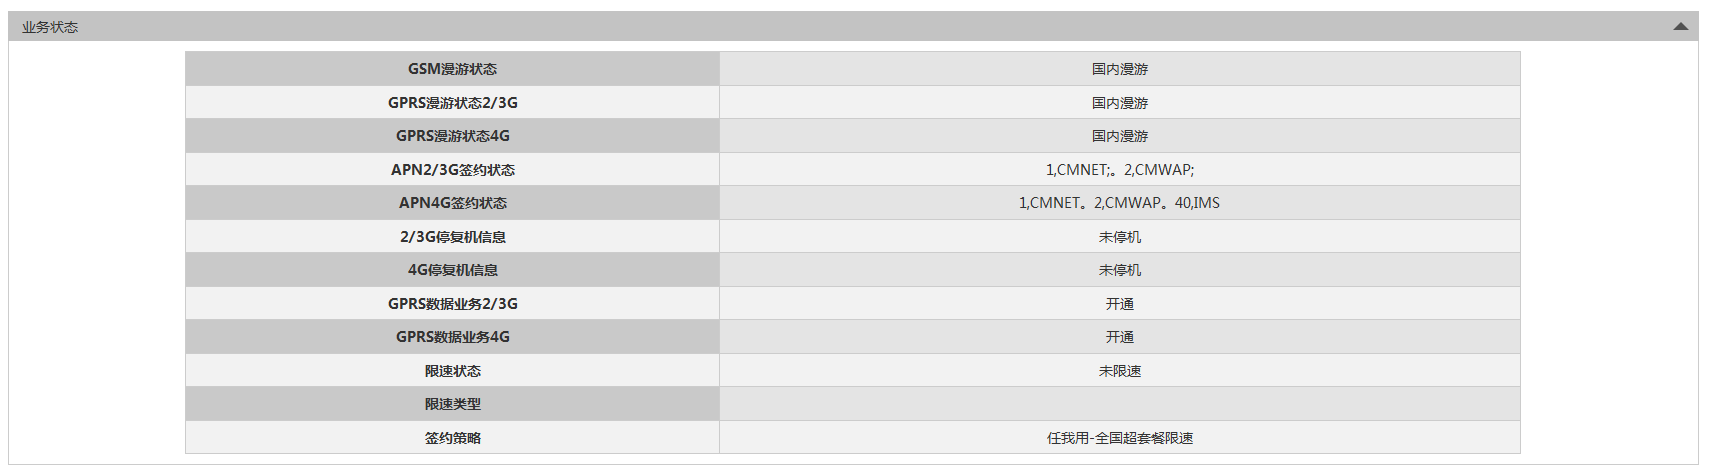 业务状态
GSM漫游状态 国内漫游
GPRS漫游状态2/3G 国内漫游
GPRS漫游状态4G 国内漫游
APN2/3G签约状态 1,CMNET;。2,CMWAP;
APN4G签约状态 1,CMNET。2,CMWAP。40,IMS
2/3G停复机信息 未停机
4G停复机信息 未停机
GPRS数据业务2/3G 开通
GPRS数据业务4G 开通
限速状态 未限速
限速类型
签约策略 任我用-全国超套餐限速